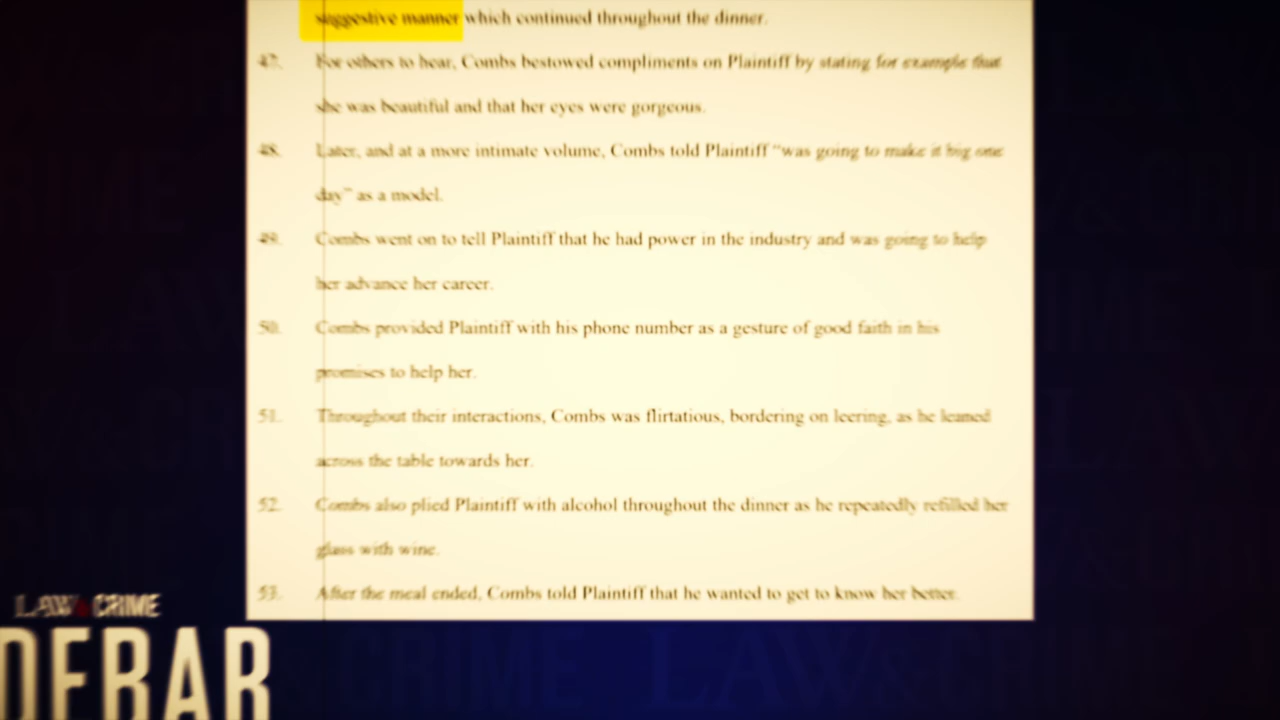 suggestive manner which continued throughout the dinner.
47. For others to hear, Combs bestowed compliments on Plaintiff by stating for example that
she was beautiful and that her eyes were gorgeous.
48. Later, and at a more intimate volume, Combs told Plaintiff “was going to make it big one
day” as a model.
49. Combs went on to tell Plaintiff that he had power in the industry and was going to help
her advance her career.
50. Combs provided Plaintiff with his phone number as a gesture of good faith in his
promises to help her.
51. Throughout their interactions, Combs was flirtatious, bordering on leering, as he leaned
across the table towards her.
52. Combs also plied Plaintiff with alcohol throughout the dinner as he repeatedly refilled her
glass with wine.
53. After the meal ended, Combs told Plaintiff that he wanted to get to know her better.
LAW & CRIME
DEBAR